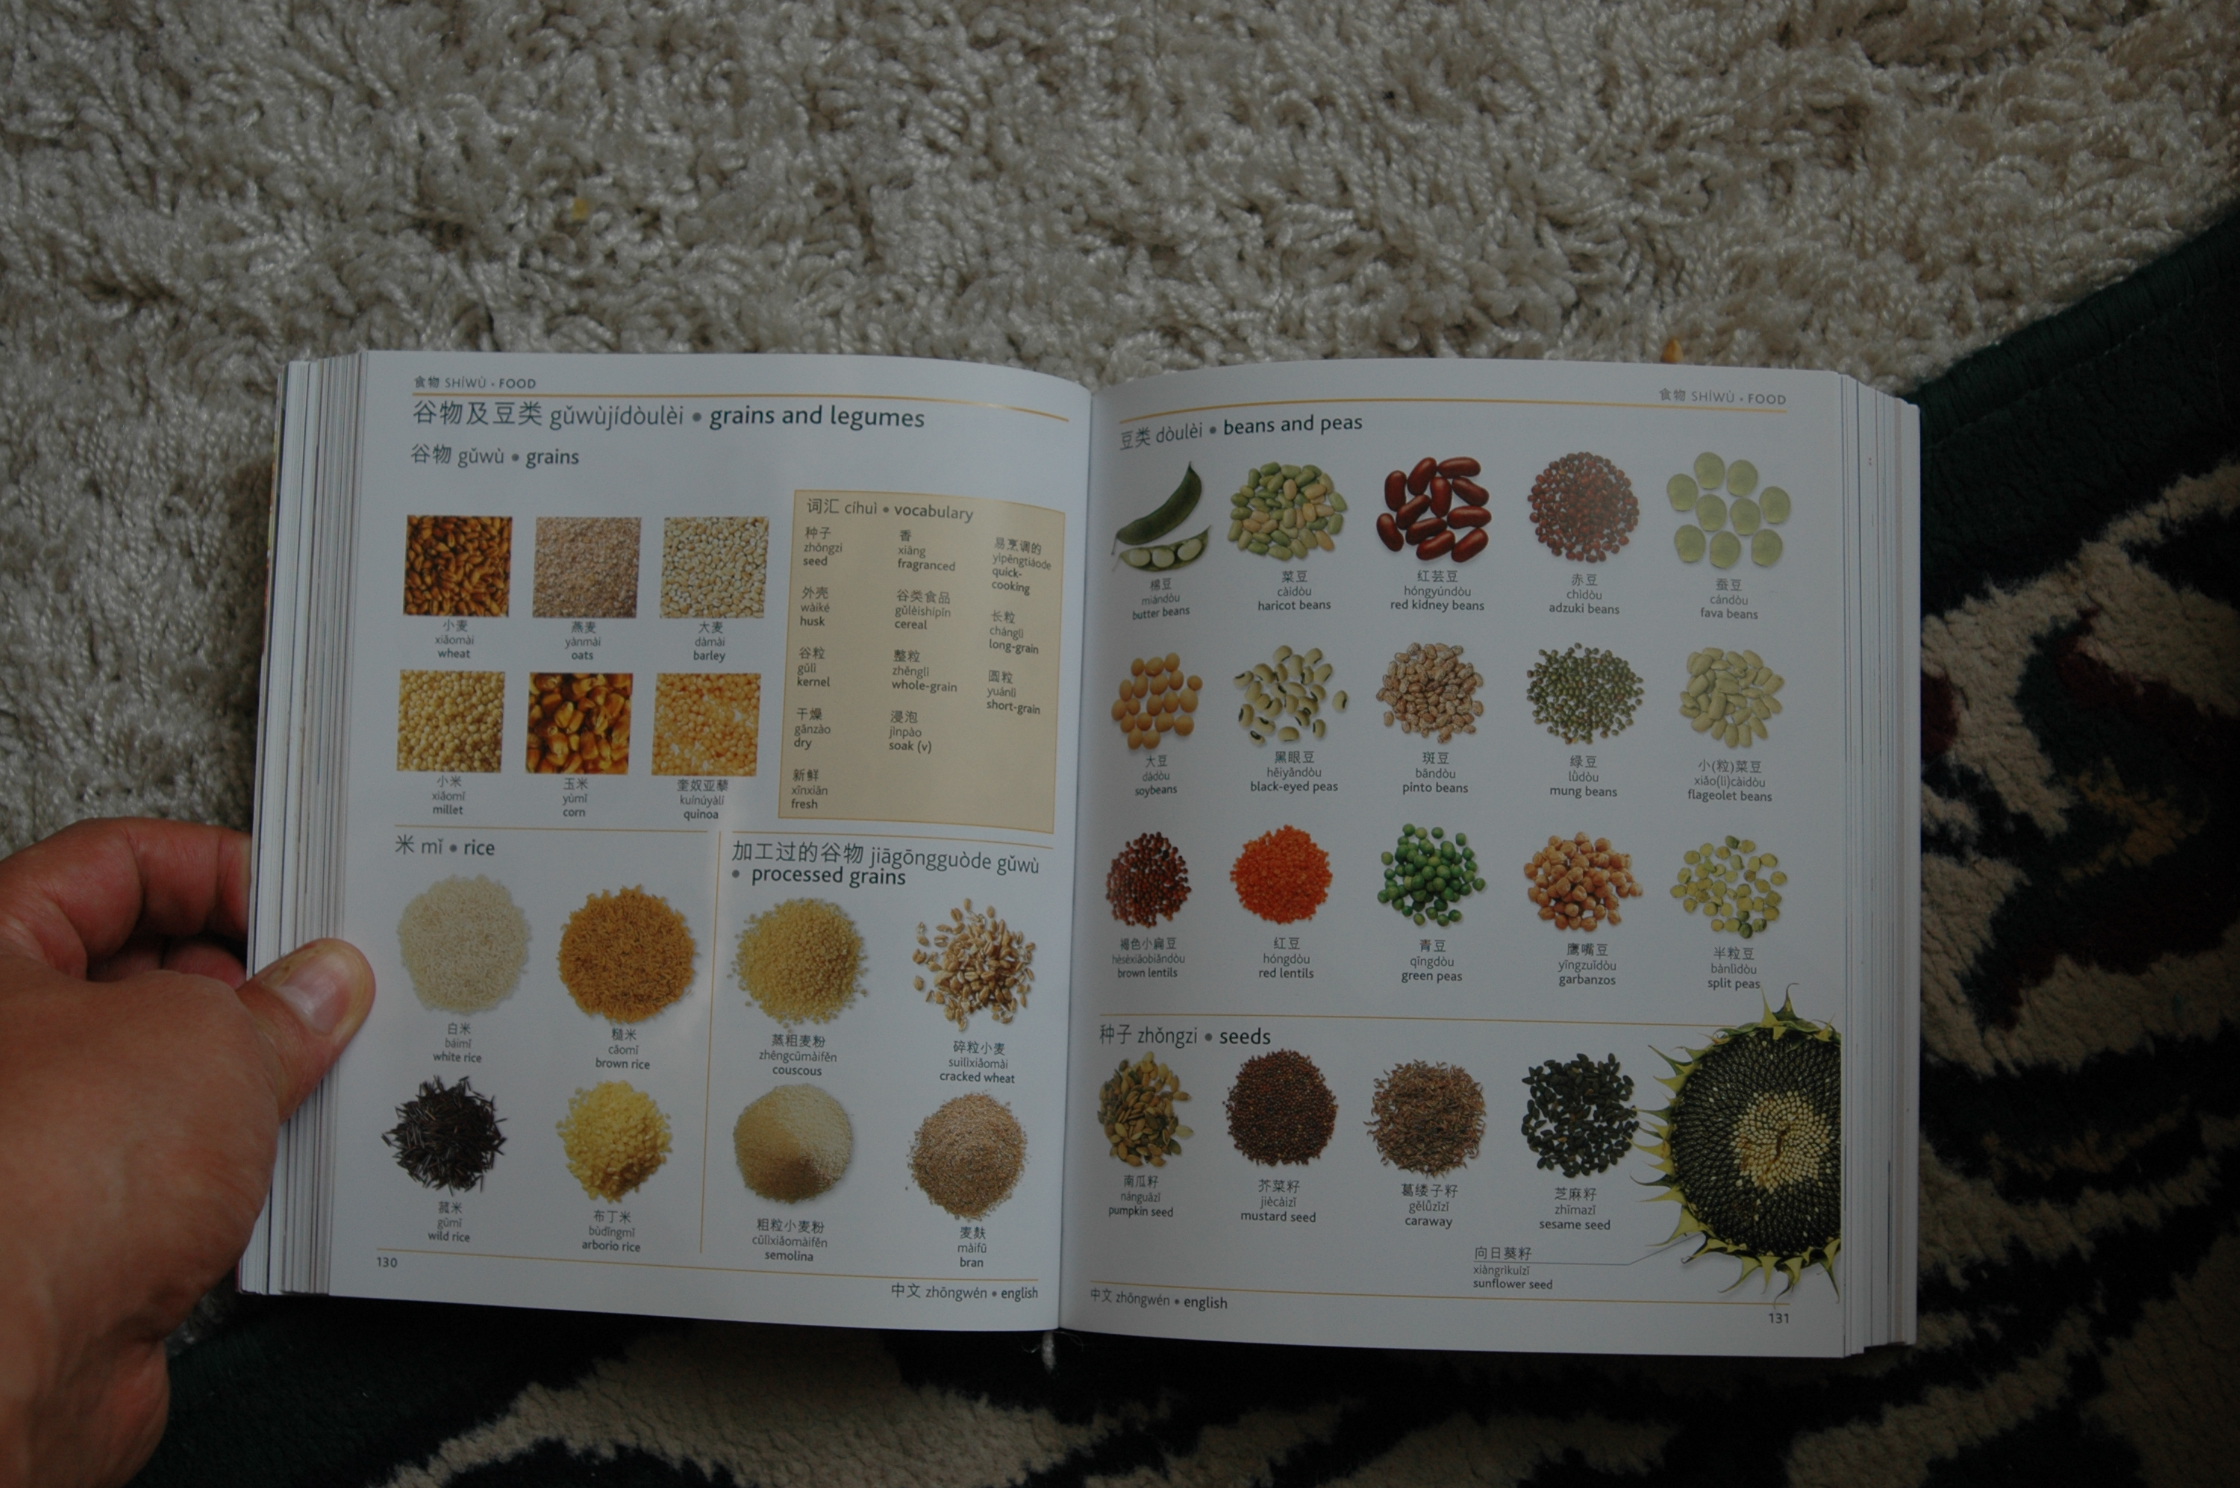 食物 SHÍWÙ • FOOD
谷物及豆类 gǔwùjídòulèi • grains and legumes
谷物 gǔwù • grains
小麦
xiǎomài
wheat
燕麦
yànmài
oats
大麦
dàmài
barley
小米
xiǎomǐ
millet
玉米
yùmǐ
corn
奎奴亚藜
kuínúyàlí
quinoa
词汇 cíhuì • vocabulary
种子
zhǒngzi
seed
外壳
wàiké
husk
谷粒
gǔlì
kernel
干燥
gānzào
dry
新鲜
xīnxiān
fresh
香
xiāng
fragranced
谷类食品
gǔlèishípǐn
cereal
整粒
zhěnglì
whole-grain
浸泡
jìnpào
soak (v)
易烹调的
yìpēngtiáode
quick-
cooking
长粒
chánglì
long-grain
圆粒
yuánlì
short-grain
米 mǐ • rice
白米
báimǐ
white rice
糙米
cāomǐ
brown rice
菰米
gūmǐ
wild rice
布丁米
bùdīngmǐ
arborio rice
加工过的谷物 jiāgōngguòde gǔwù
• processed grains
蒸粗麦粉
zhēngcūmàifěn
couscous
碎粒小麦
suìlìxiǎomài
cracked wheat
粗粒小麦粉
cūlìxiǎomàifěn
semolina
麦麸
màifū
bran
130
中文 zhōngwén • english
食物 SHÍWÙ • FOOD
豆类 dòulèi • beans and peas
棉豆
miándòu
butter beans
菜豆
càidòu
haricot beans
红芸豆
hóngyúndòu
red kidney beans
赤豆
chìdòu
adzuki beans
蚕豆
cándòu
fava beans
大豆
dàdòu
soybeans
黑眼豆
hēiyǎndòu
black-eyed peas
斑豆
bāndòu
pinto beans
绿豆
lǜdòu
mung beans
小(粒)菜豆
xiǎo(lì)càidòu
flageolet beans
褐色小扁豆
hèsèxiǎobiǎndòu
brown lentils
红豆
hóngdòu
red lentils
青豆
qīngdòu
green peas
鹰嘴豆
yīngzuǐdòu
garbanzos
半粒豆
bànlìdòu
split peas
种子 zhǒngzi • seeds
南瓜籽
nánguāzǐ
pumpkin seed
芥菜籽
jiècàizǐ
mustard seed
葛缕子籽
gélǚzizǐ
caraway
芝麻籽
zhīmazǐ
sesame seed
向日葵籽
xiàngrìkuízǐ
sunflower seed
中文 zhōngwén • english
131